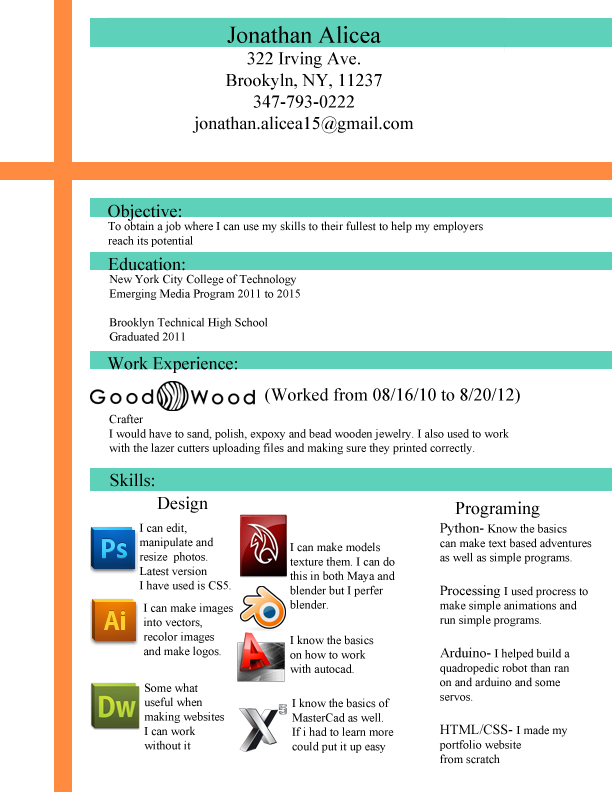 Jonathan Alicea
322 Irving Ave.
Brookyln, NY, 11237
347-793-0222
jonathan.alicea15@gmail.com
Objective:
To obtain a job where I can use my skills to their fullest to help my employers
reach its potential
Education:
New York City College of Technology
Emerging Media Program 2011 to 2015
Brooklyn Technical High School
Graduated 2011
Work Experience:
Good Wood (Worked from 08/16/10 to 8/20/12)
Crafter
I would have to sand, polish, expoxy and bead wooden jewelry. I also used to work
with the lazer cutters uploading files and making sure they printed correctly.
Skills:
Design
Ps
I can edit,
manipulate and
resize photos.
Latest version
I have used is CS5.
Ai
I can make images
into vectors,
recolor images
and make logos.
Dw
Some what
useful when
making websites
I can work
without it
I can make models
texture them. I can do
this in both Maya and
blender but I perfer
blender.
I know the basics
on how to work
with autocad.
X5
I know the basics of
MasterCad as well.
If i had to learn more
could put it up easy
Programing
Python- Know the basics
can make text based adventures
as well as simple programs.
Processing I used procress to
make simple animations and
run simple programs.
Arduino- I helped build a
quadropedic robot than ran
on and arduino and some
servos.
HTML/CSS- I made my
portfolio website
from scratch